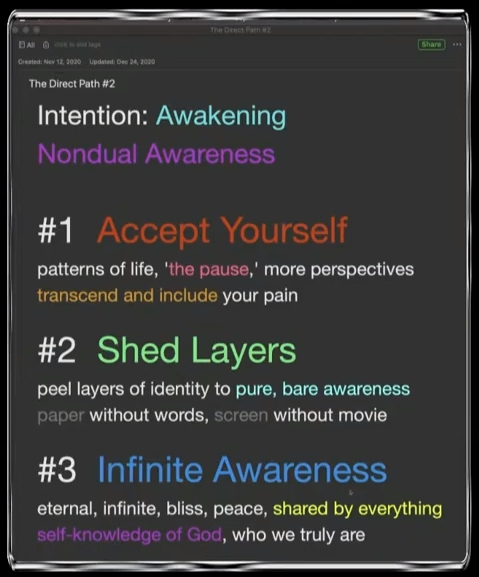 The Direct Path #2
All click to add tags Share ...
Created: Nov 12, 2020 Updated: Dec 24, 2020
The Direct Path #2
Intention: Awakening
Nondual Awareness
#1 Accept Yourself
patterns of life, 'the pause,' more perspectives
transcend and include your pain
#2 Shed Layers
peel layers of identity to pure, bare awareness
paper without words, screen without movie
#3 Infinite Awareness
eternal, infinite, bliss, peace, shared by everything
self-knowledge of God, who we truly are